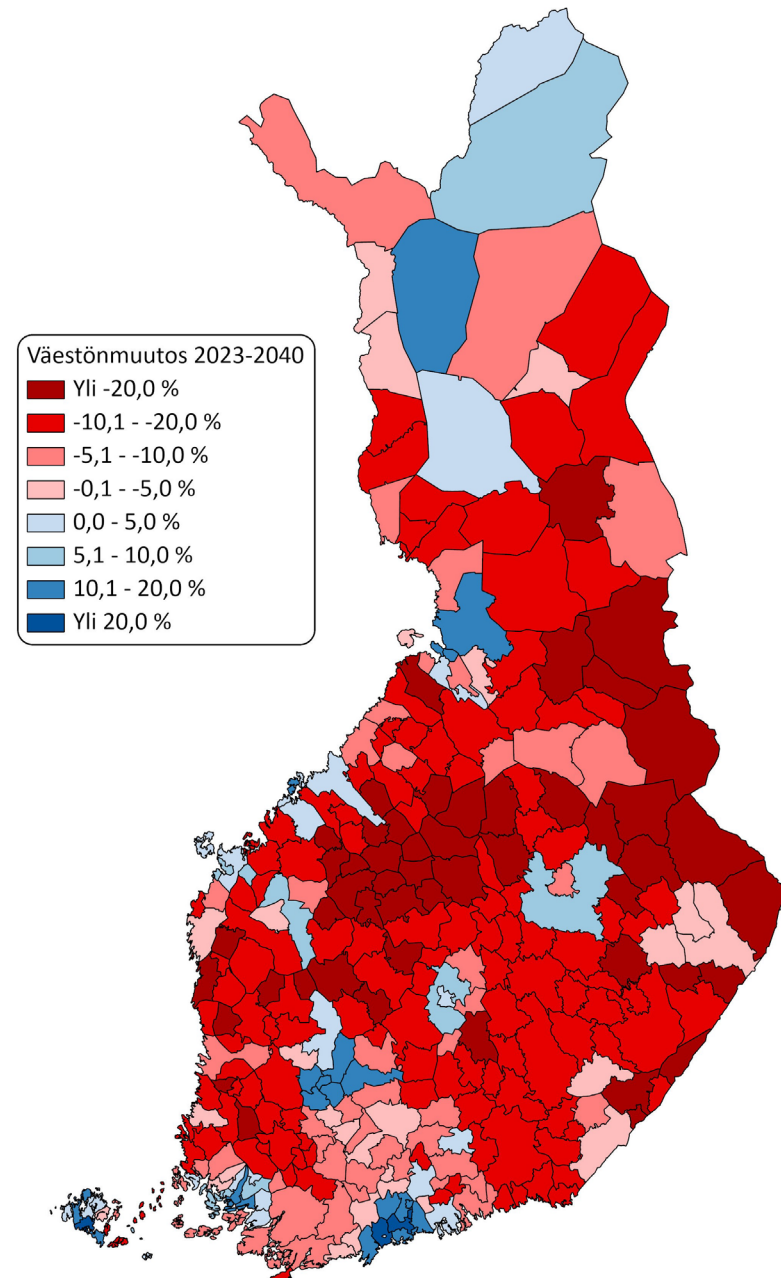 Väestönmuutos 2023-2040
Yli -20,0 %
-10,1 - -20,0 %
-5,1 - -10,0 %
-0,1 - -5,0 %
0,0 - 5,0 %
5,1 - 10,0 %
10,1 - 20,0 %
Yli 20,0 %